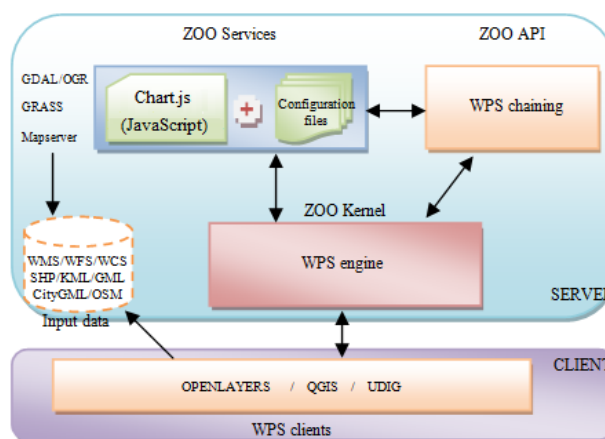 ZOO Services
ZOO API
GDAL/OGR
GRASS
Mapserver
Chart.js
(JavaScript)
+
Configuration
files
WPS chaining
ZOO Kernel
WPS engine
WMS/WFS/WCS
SHP/KML/GML
CityGML/OSM
Input data
SERVER
CLIENT
OPENLAYERS / QGIS / UDIG
WPS clients